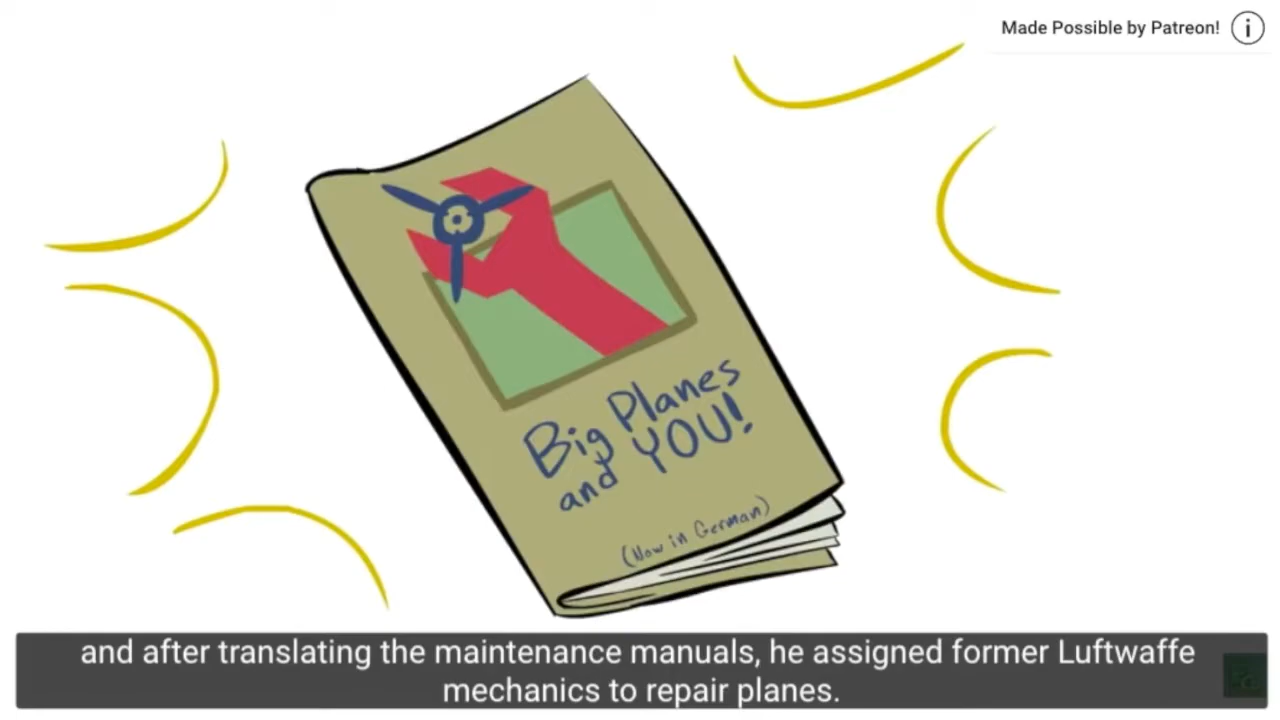 Made Possible by Patreon!
Big Planes
and YOU!
(Now in German)
and after translating the maintenance manuals, he assigned former Luftwaffe
mechanics to repair planes.